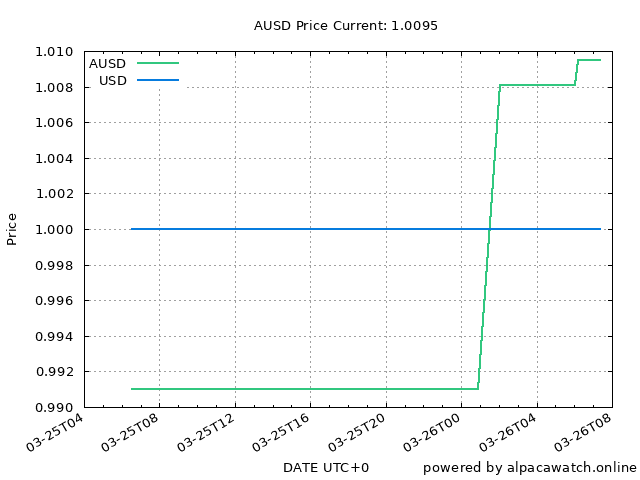 AUSD Price Current: 1.0095
AUSD
USD
1.010
1.008
1.006
1.004
1.002
1.000
0.998
0.996
0.994
0.992
0.990
Price
03-25T04
03-25T08
03-25T12
03-25T16
03-25T20
03-26T00
03-26T04
03-26T08
DATE UTC+0
powered by alpacawatch.online